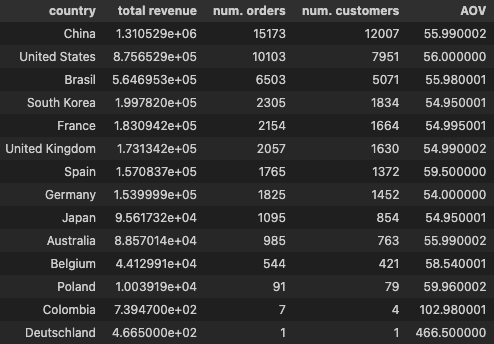 country total revenue num. orders num. customers AOV
China 1.310529e+06 15173 12007 55.990002
United States 8.756529e+05 10103 7951 56.000000
Brasil 5.646953e+05 6503 5071 55.980001
South Korea 1.997820e+05 2305 1834 54.950001
France 1.830942e+05 2154 1664 54.995001
United Kingdom 1.731342e+05 2057 1630 54.990002
Spain 1.570837e+05 1765 1372 59.500000
Germany 1.539999e+05 1825 1452 54.000000
Japan 9.561732e+04 1095 854 54.950001
Australia 8.857014e+04 985 763 55.990002
Belgium 4.412991e+04 544 421 58.540001
Poland 1.003919e+04 91 79 59.960002
Colombia 7.394700e+02 7 4 102.980001
Deutschland 4.665000e+02 1 1 466.500000